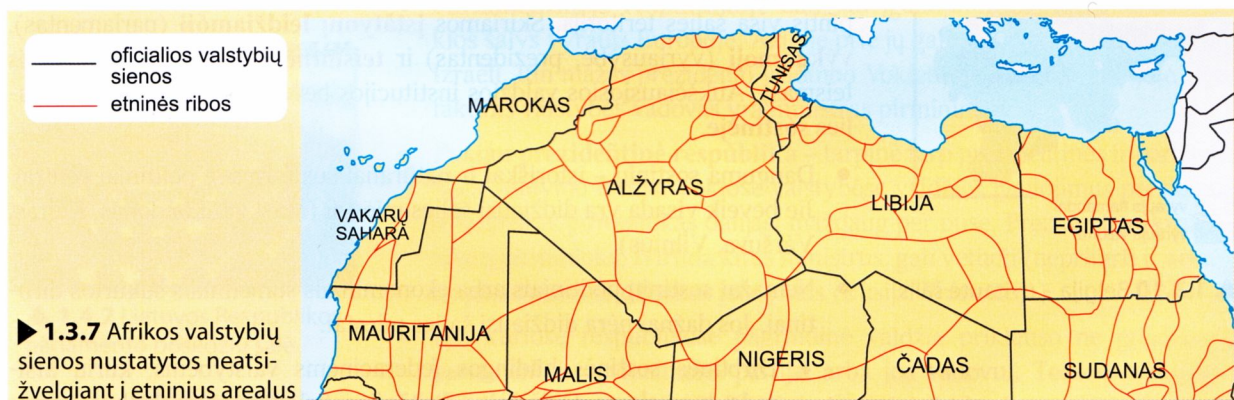 oficialios valstybių
sienos
etninės ribos
MAROKAS
TUNISAS
ALŽYRAS
LIBIJA
EGIPTAS
VAKARŲ
SAHARA
MAURITANIJA
MALIS
NIGERIS
ČADAS
SUDANAS
▶ 1.3.7 Afrikos valstybių
sienos nustatytos neatsi-
žvelgiant į etninius arealus